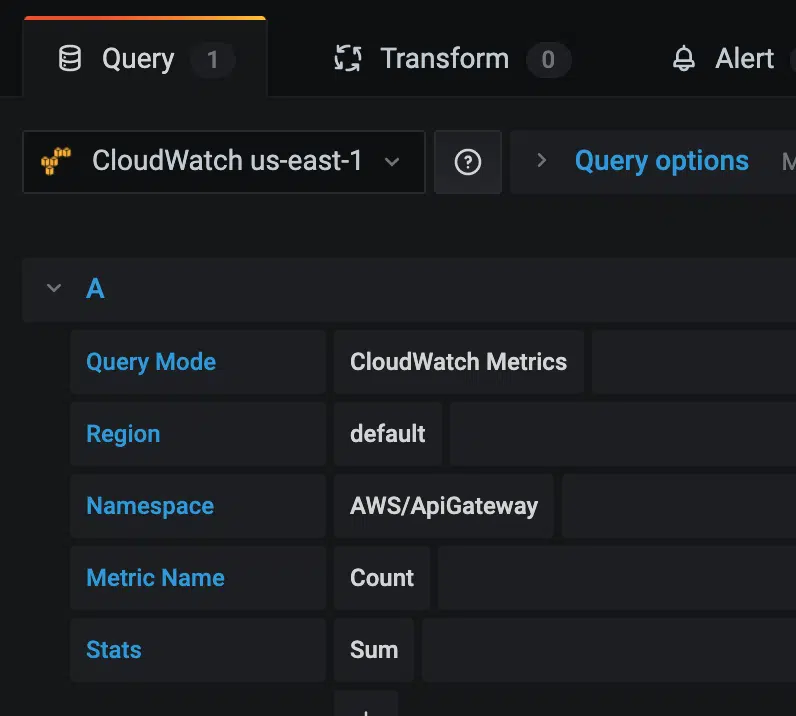 Query 1 Transform 0 Alert
CloudWatch us-east-1 Query options
A
Query Mode CloudWatch Metrics
Region default
Namespace AWS/ApiGateway
Metric Name Count
Stats Sum